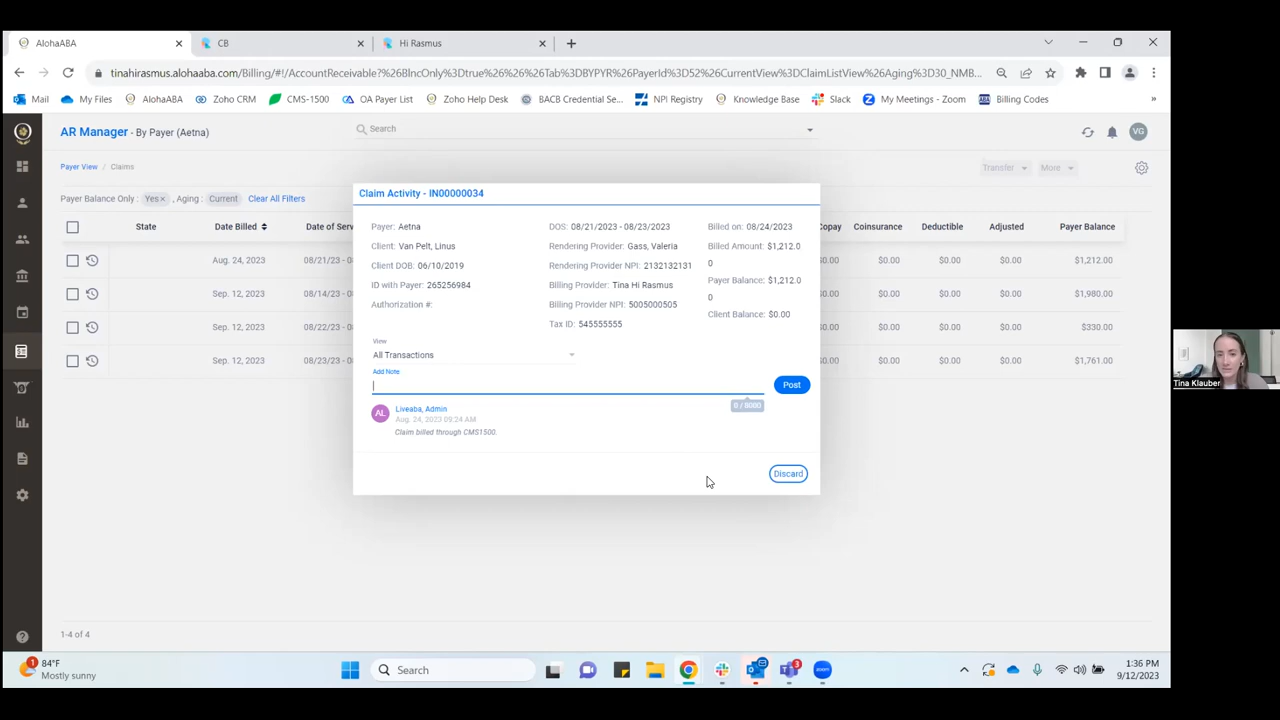 AlohaABA
CB
Hi Rasmus
tinahirasmus.alohaaba.com/Billing/#!/AccountReceivable?%26BIncOnly%3Dtrue%26%26%26Tab%3DBYPYR%26PayerId%3D52%26CurrentView%3DClaimListView%26Aging%3D30_NMB...
Mail
My Files
AlohaABA
Zoho CRM
CMS-1500
OA Payer List
Zoho Help Desk
BACB Credential Se...
NPI Registry
Knowledge Base
Slack
My Meetings - Zoom
Billing Codes
»
AR Manager - By Payer (Aetna)
Search
VG
Payer View / Claims
Transfer
More
Payer Balance Only : Yes × , Aging : Current Clear All Filters
State Date Billed Date of Serv Copay Coinsurance Deductible Adjusted Payer Balance
Aug. 24, 2023 08/21/23 - 08/ $0.00 $0.00 $0.00 $0.00 $1,212.00
Sep. 12, 2023 08/14/23 - 08/ $0.00 $0.00 $0.00 $0.00 $1,980.00
Sep. 12, 2023 08/22/23 - 08/ $0.00 $0.00 $0.00 $0.00 $330.00
Sep. 12, 2023 08/23/23 - 08/ $0.00 $0.00 $0.00 $0.00 $1,761.00
Claim Activity - IN00000034
Payer: Aetna
Client: Van Pelt, Linus
Client DOB: 06/10/2019
ID with Payer: 265256984
Authorization #:
DOS: 08/21/2023 - 08/23/2023
Rendering Provider: Gass, Valeria
Rendering Provider NPI: 2132132131
Billing Provider: Tina Hi Rasmus
Billing Provider NPI: 5005000505
Tax ID: 545555555
Billed on: 08/24/2023
Billed Amount: $1,212.0
0
Payer Balance: $1,212.0
0
Client Balance: $0.00
View
All Transactions
Add Note
Post
0 / 8000
AL
Liveaba, Admin
Aug. 24, 2023 09:24 AM
Claim billed through CMS1500.
Discard
1-4 of 4
Tina Klauber
1
84°F
Mostly sunny
Search
3
zoom
1:36 PM
9/12/2023